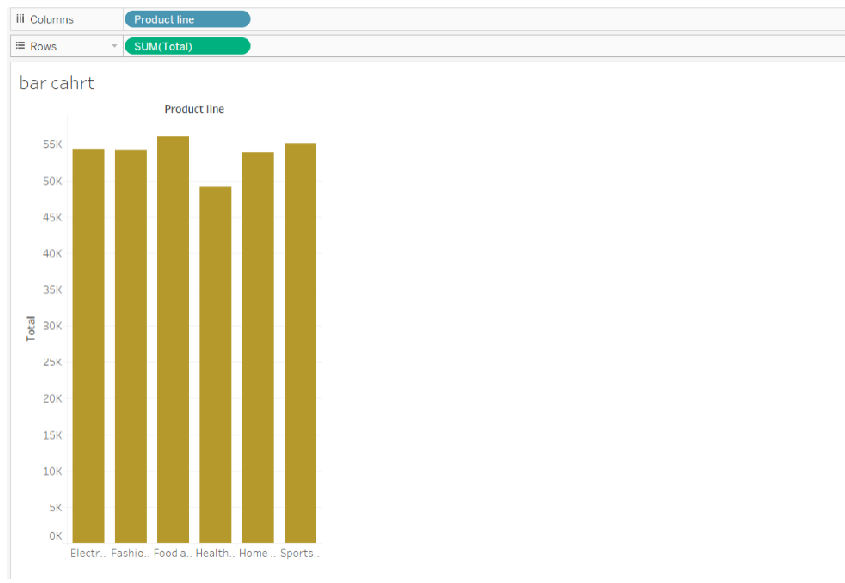 Columns Product line
Rows SUM(Total)
bar cahrt
Product line
55K
50K
45K
40K
35K
30K
25K
20K
15K
10K
5K
0K
Total
Electr.. Fashio.. Food a.. Health.. Home .. Sports ..